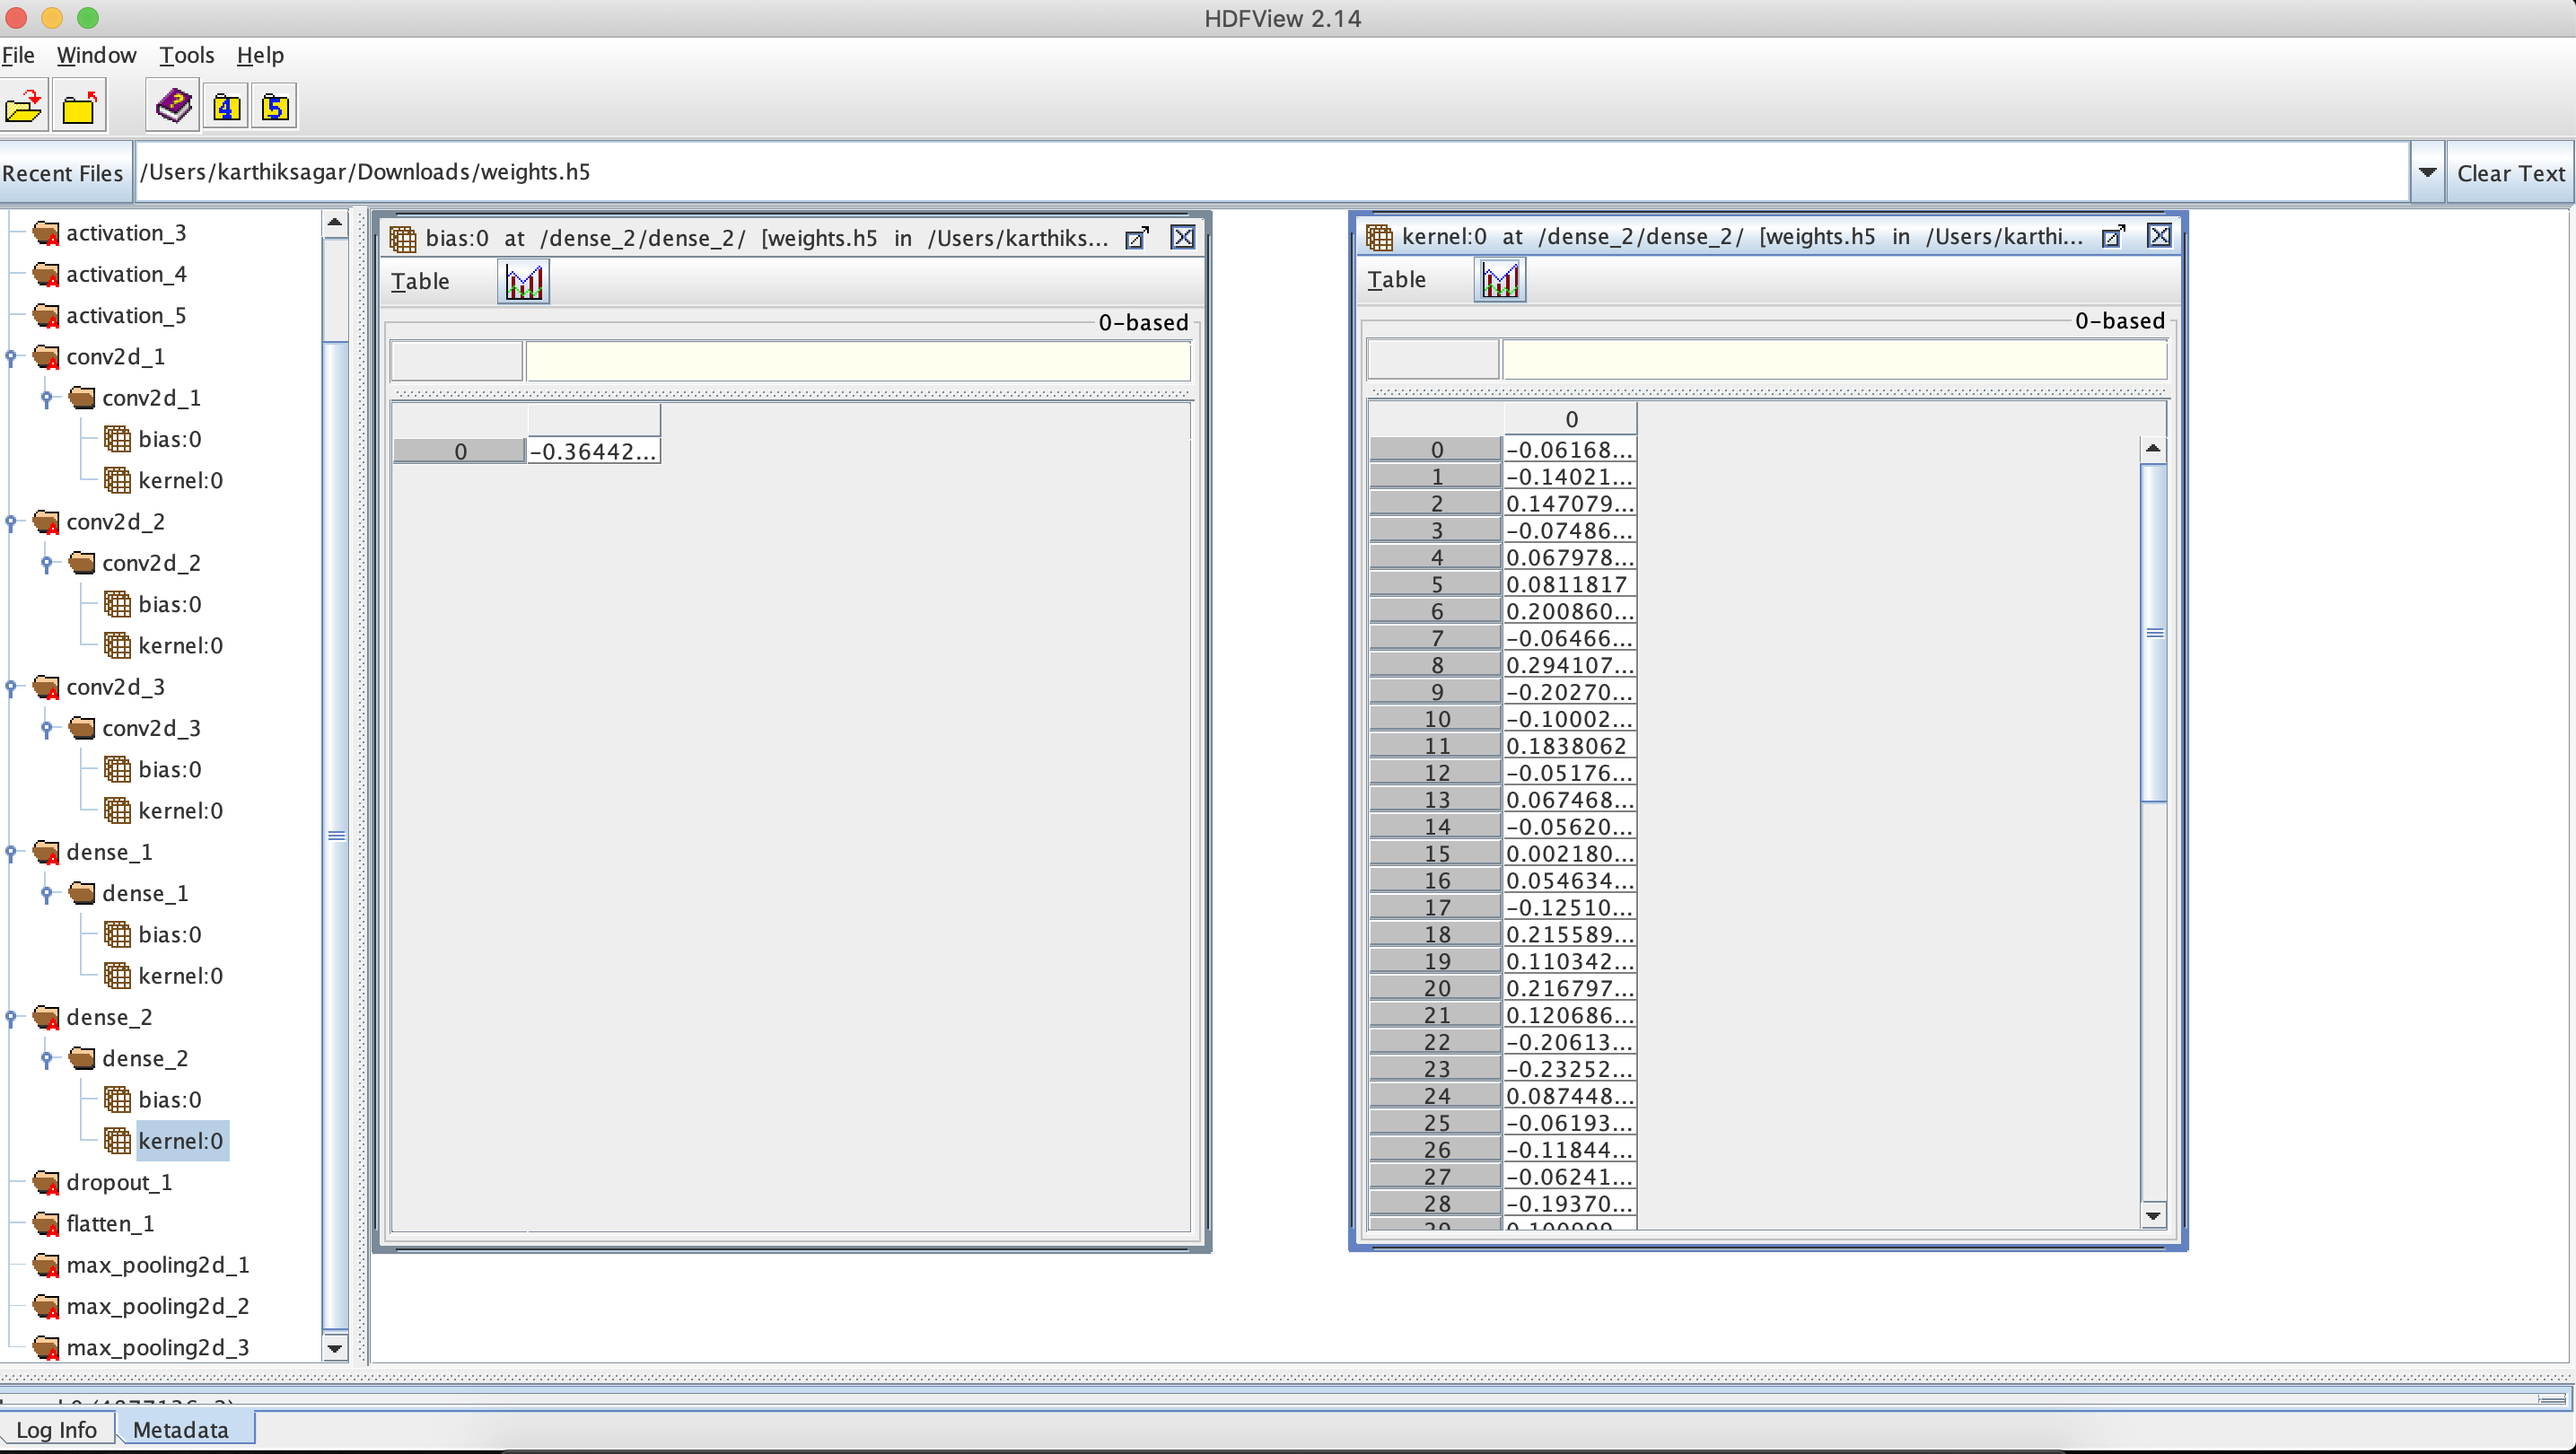 HDFView 2.14
File Window Tools Help
4 5
Recent Files /Users/karthiksagar/Downloads/weights.h5 Clear Text
activation_3
activation_4
activation_5
conv2d_1
conv2d_1
bias:0
kernel:0
conv2d_2
conv2d_2
bias:0
kernel:0
conv2d_3
conv2d_3
bias:0
kernel:0
dense_1
dense_1
bias:0
kernel:0
dense_2
dense_2
bias:0
kernel:0
dropout_1
flatten_1
max_pooling2d_1
max_pooling2d_2
max_pooling2d_3
bias:0 at /dense_2/dense_2/ [weights.h5 in /Users/karthiks...
Table
0-based
0 -0.36442...
kernel:0 at /dense_2/dense_2/ [weights.h5 in /Users/karthi...
Table
0-based
0
0 -0.06168...
1 -0.14021...
2 0.147079...
3 -0.07486...
4 0.067978...
5 0.0811817
6 0.200860...
7 -0.06466...
8 0.294107...
9 -0.20270...
10 -0.10002...
11 0.1838062
12 -0.05176...
13 0.067468...
14 -0.05620...
15 0.002180...
16 0.054634...
17 -0.12510...
18 0.215589...
19 0.110342...
20 0.216797...
21 0.120686...
22 -0.20613...
23 -0.23252...
24 0.087448...
25 -0.06193...
26 -0.11844...
27 -0.06241...
28 -0.19370...
Log Info Metadata